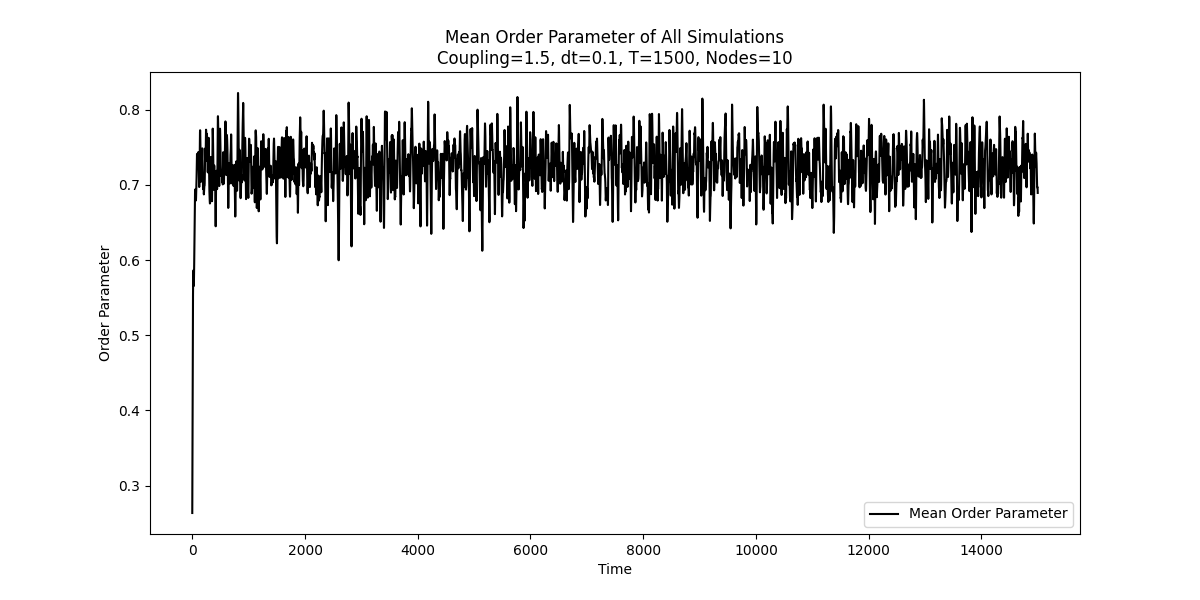 Mean Order Parameter of All Simulations
Coupling=1.5, dt=0.1, T=1500, Nodes=10
Order Parameter
0.8
0.7
0.6
0.5
0.4
0.3
Mean Order Parameter
0 2000 4000 6000 8000 10000 12000 14000
Time